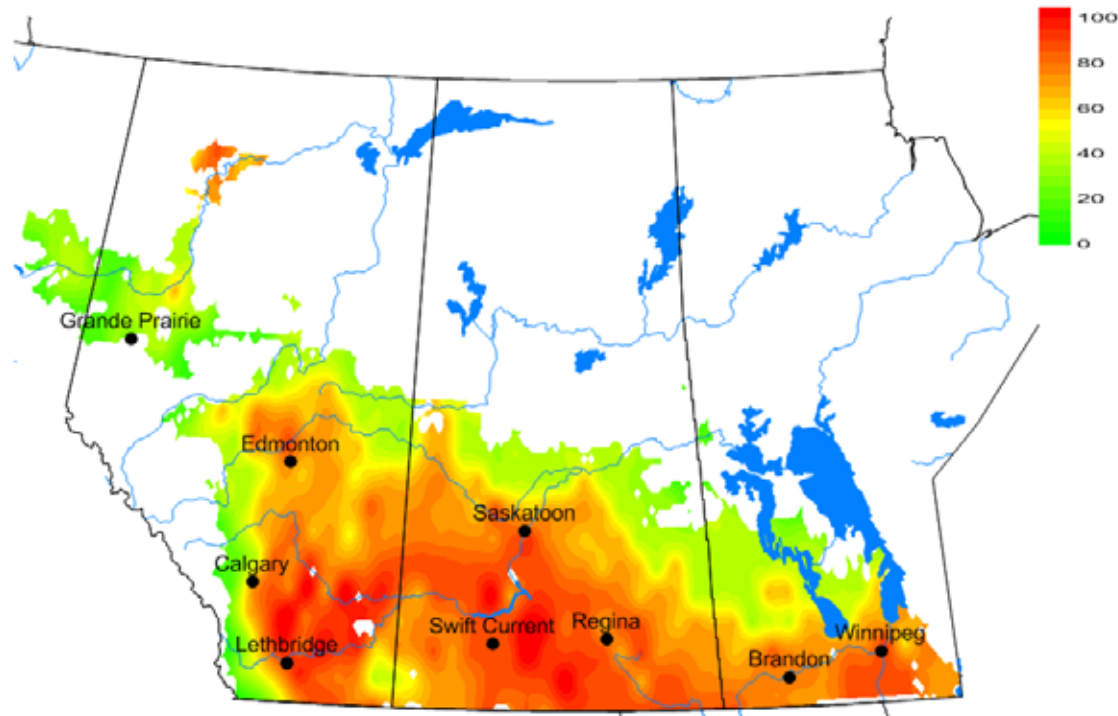 100
80
60
40
20
0
Grande Prairie
Edmonton
Saskatoon
Calgary
Swift Current
Regina
Lethbridge
Winnipeg
Brandon